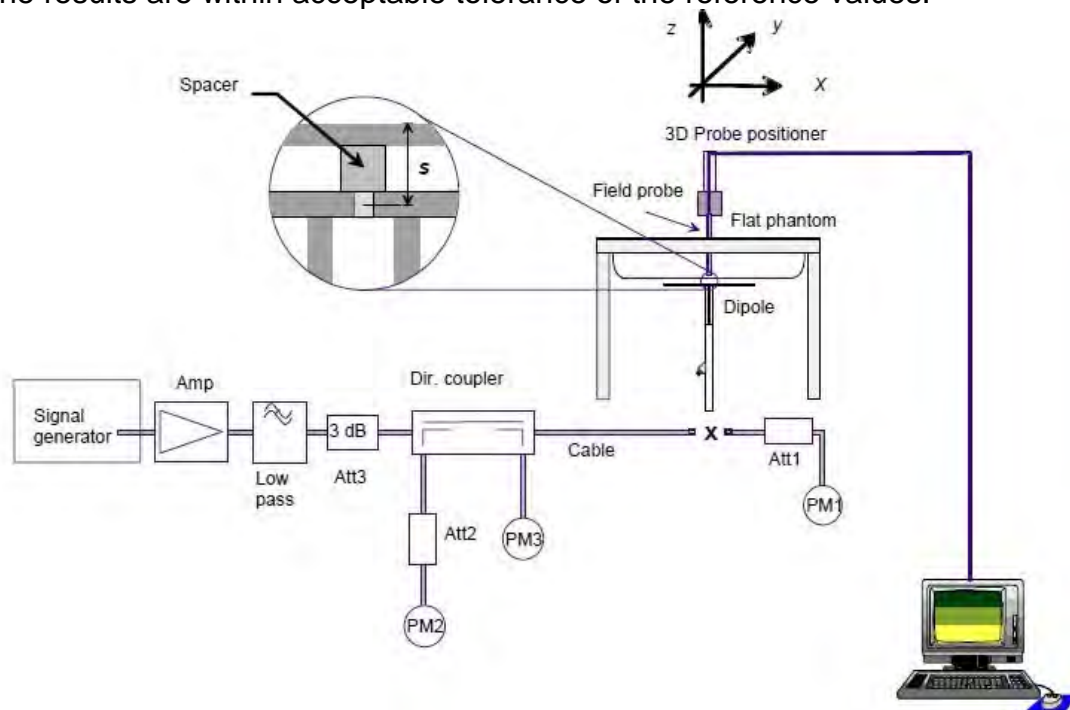 the results are within acceptable tolerance of the reference values.
z
y
X
Spacer
s
3D Probe positioner
Field probe
Flat phantom
Dipole
Dir. coupler
Amp
Signal
generator
3 dB
Low
pass
Att3
Cable
X
Att1
PM1
Att2
PM3
PM2